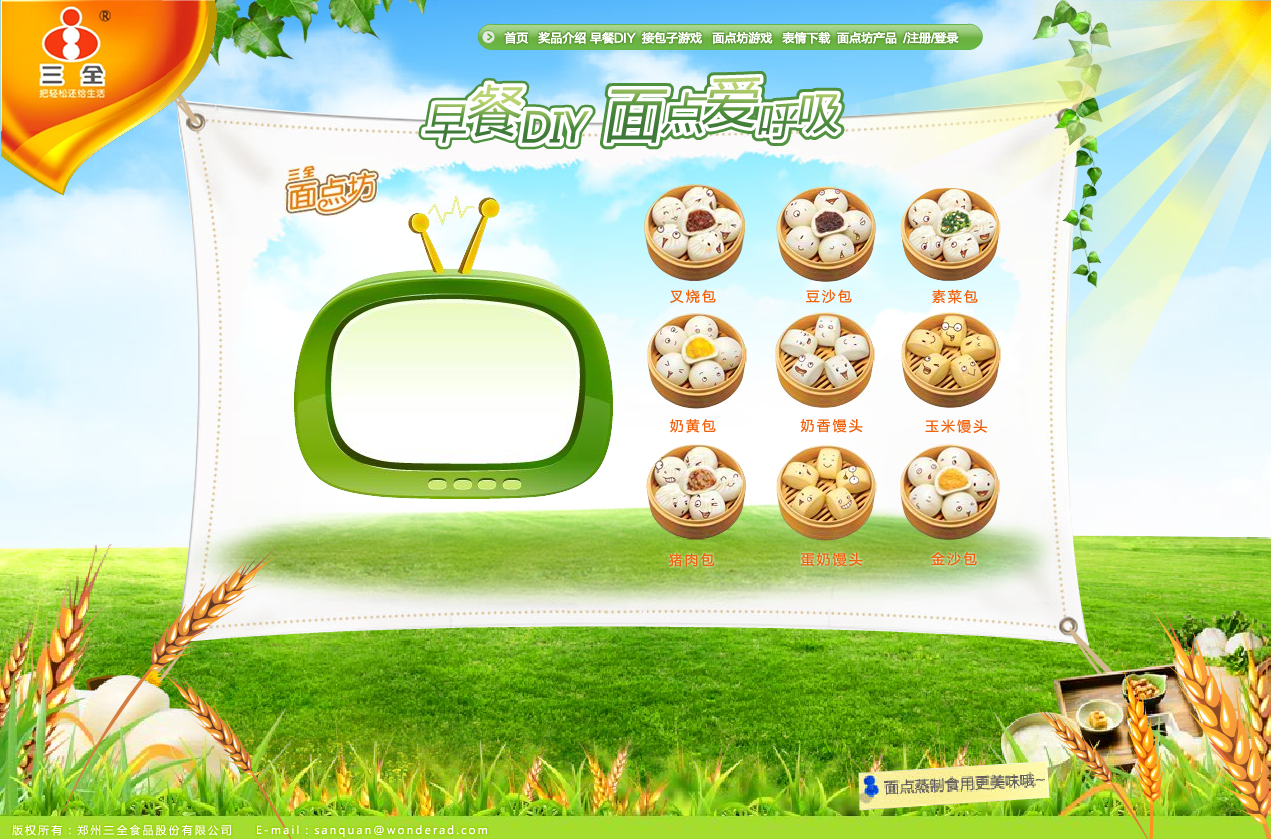 ®
三全
把轻松还给生活
首页 奖品介绍 早餐DIY 接包子游戏 面点坊游戏 表情下载 面点坊产品 /注册/登录
早餐DIY 面点爱呼吸
三全
面点坊
叉烧包 豆沙包 素菜包
奶黄包 奶香馒头 玉米馒头
猪肉包 蛋奶馒头 金沙包
面点蒸制食用更美味哦~
版权所有:郑州三全食品股份有限公司 E-mail:sanquan@wonderad.com